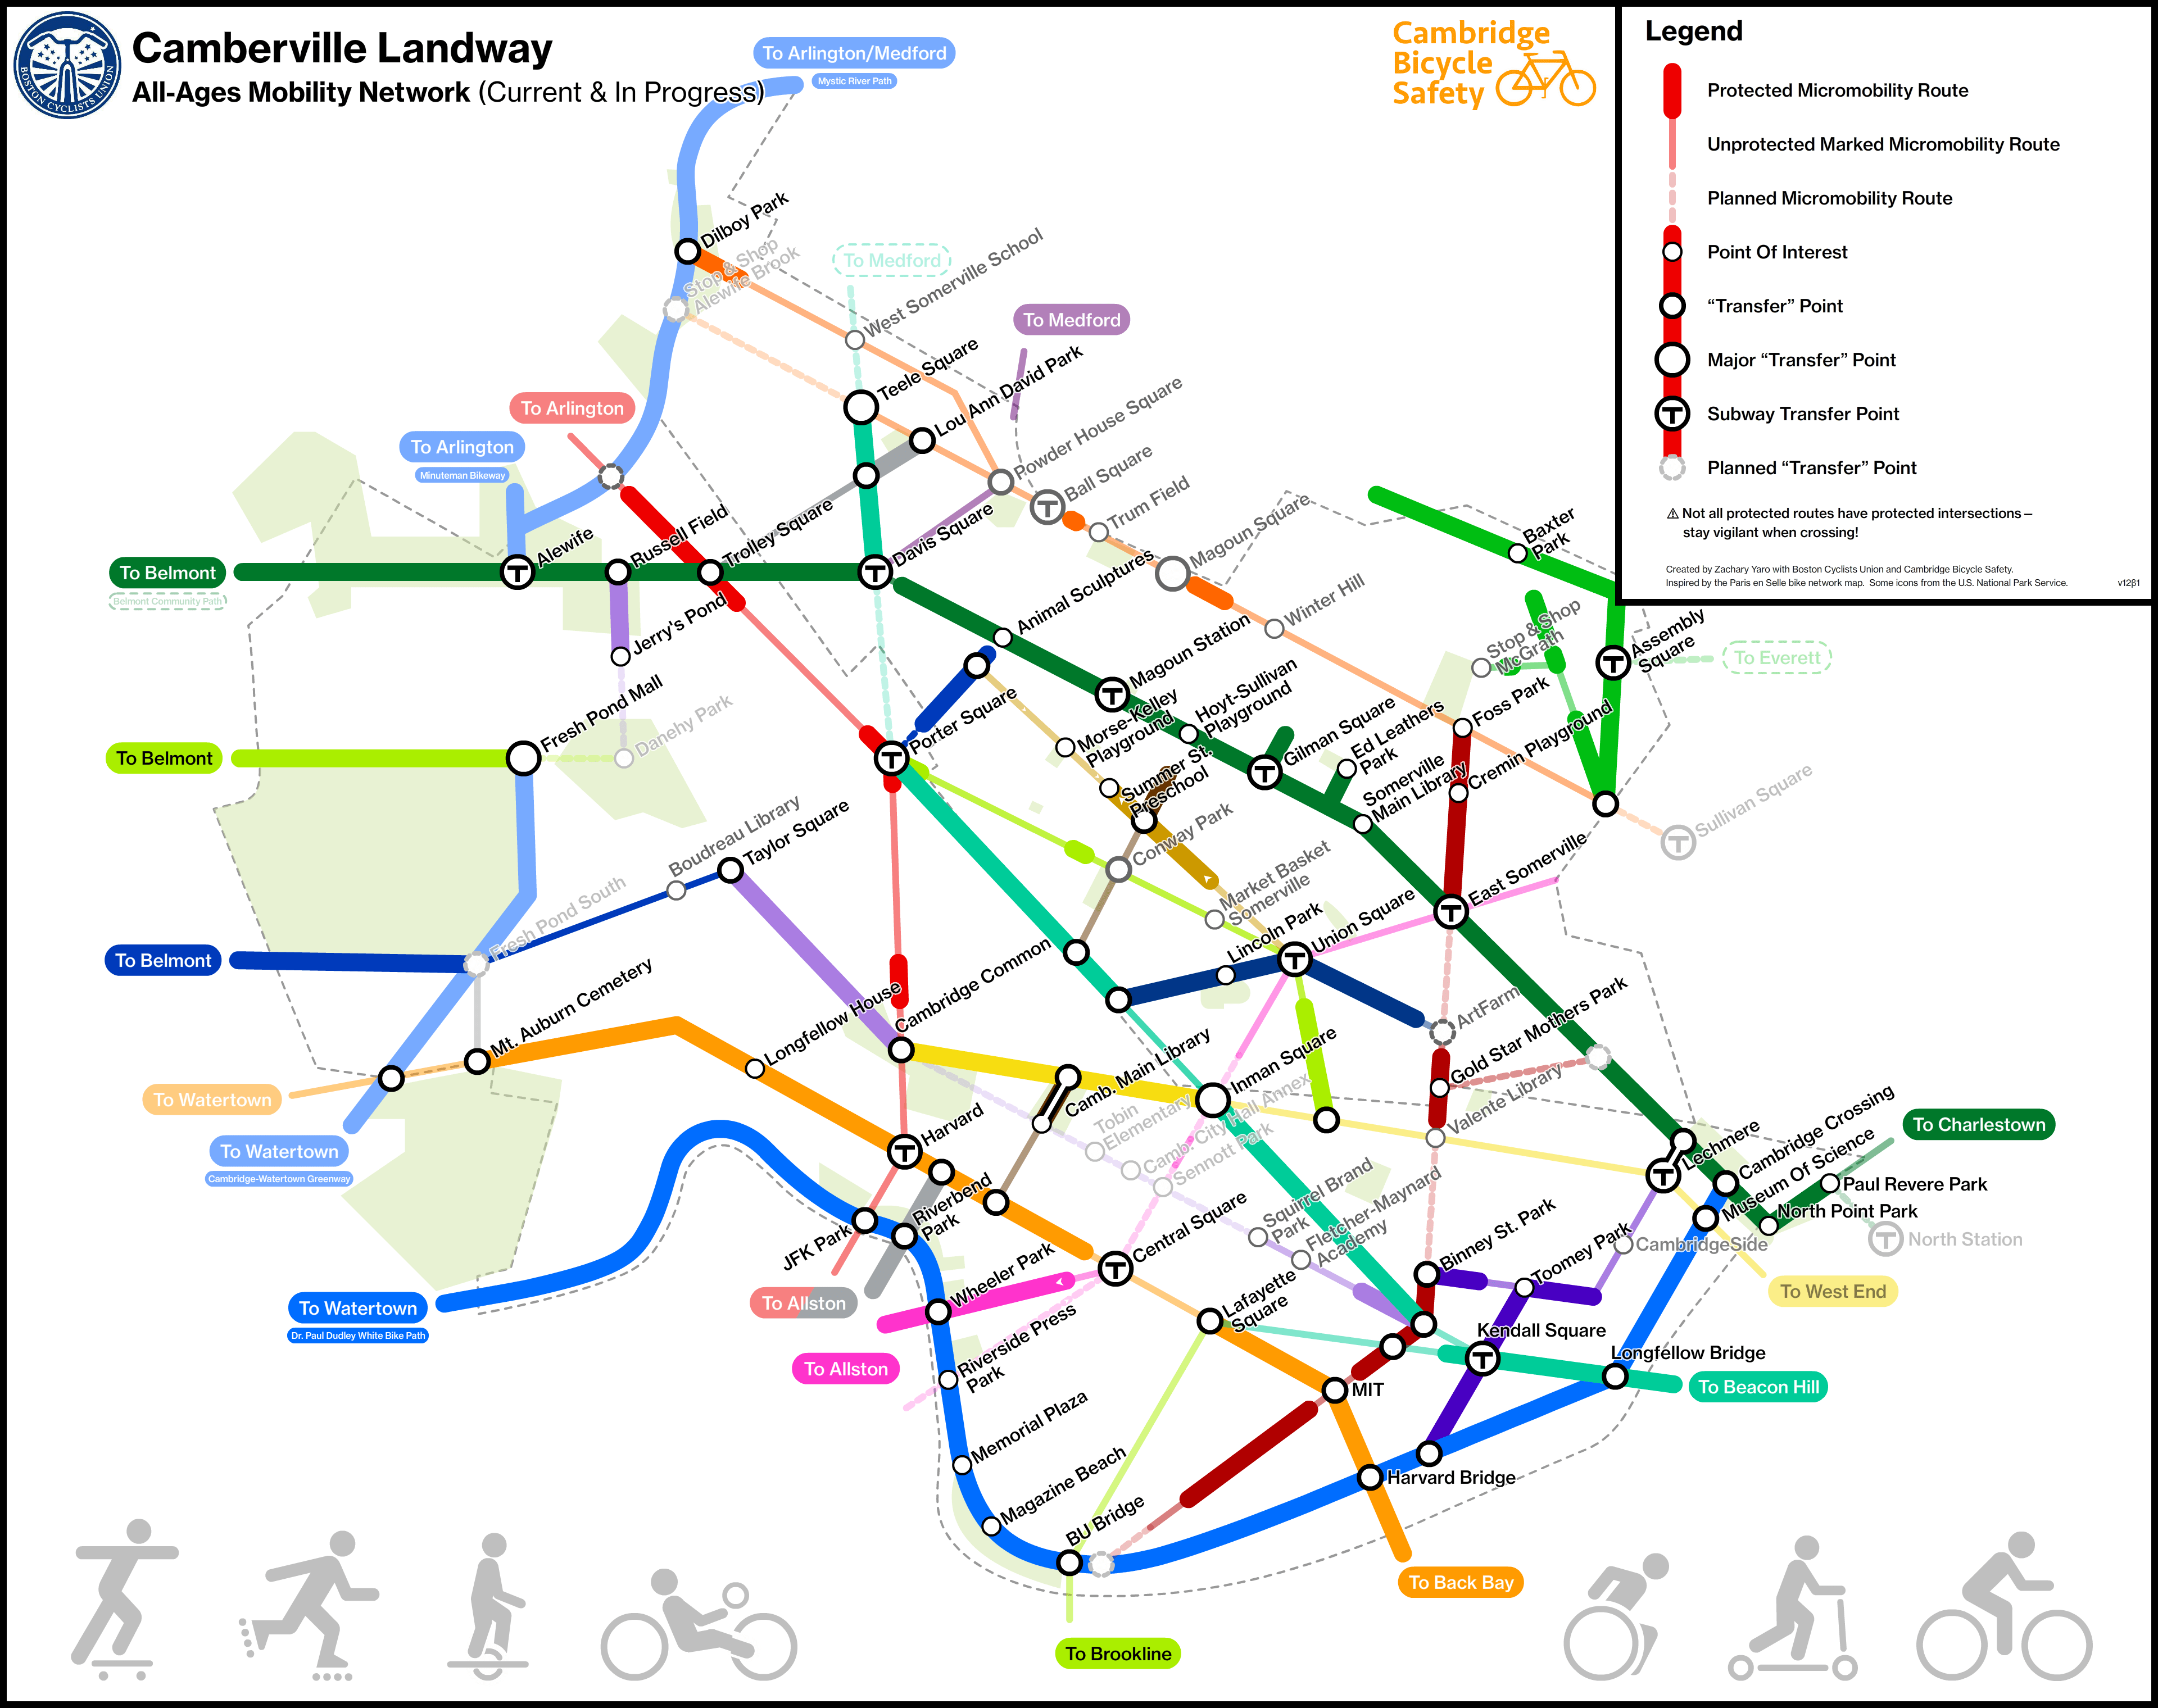 Camberville Landway
All-Ages Mobility Network (Current & In Progress)
BOSTON CYCLISTS UNION
Cambridge
Bicycle
Safety
Legend
Protected Micromobility Route
Unprotected Marked Micromobility Route
Planned Micromobility Route
Point Of Interest
“Transfer” Point
Major “Transfer” Point
T
Subway Transfer Point
Planned “Transfer” Point
⚠ Not all protected routes have protected intersections –
stay vigilant when crossing!
Created by Zachary Yaro with Boston Cyclists Union and Cambridge Bicycle Safety.
Inspired by the Paris en Selle bike network map. Some icons from the U.S. National Park Service.
v12β1
To Arlington/Medford
Mystic River Path
Dilboy Park
Stop & Shop
Alewife Brook
To Medford
West Somerville School
To Medford
Teele Square
Lou Ann David Park
Powder House Square
Ball Square
Trum Field
Magoun Square
Winter Hill
To Arlington
To Arlington
Minuteman Bikeway
To Belmont
Belmont Community Path
Alewife
Russell Field
Trolley Square
Davis Square
Jerry's Pond
Danehy Park
Animal Sculptures
Magoun Station
Hoyt-Sullivan
Playground
Morse-Kelley
Playground
Summer St.
Preschool
Gilman Square
Ed Leathers
Park
Somerville
Main Library
Baxter
Park
Assembly
Square
To Everett
Stop & Shop
McGrath
Foss Park
Cremin Playground
Sullivan Square
To Belmont
Fresh Pond Mall
Porter Square
Conway Park
Market Basket
Somerville
Lincoln Park
Union Square
East Somerville
Boudreau Library
Taylor Square
Fresh Pond South
To Belmont
Mt. Auburn Cemetery
Longfellow House
Cambridge Common
Camb. Main Library
Inman Square
ArtFarm
Gold Star Mothers Park
Valente Library
To Watertown
To Watertown
Cambridge-Watertown Greenway
Harvard
Tobin
Elementary
Camb. City Hall Annex
Sennott Park
Squirrel Brand
Park
Fletcher-Maynard
Academy
Lechmere
Cambridge Crossing
Museum Of Science
To Charlestown
Paul Revere Park
North Point Park
North Station
CambridgeSide
To West End
To Watertown
Dr. Paul Dudley White Bike Path
JFK Park
Riverbend
Park
To Allston
Wheeler Park
Central Square
Lafayette
Square
Binney St. Park
Toomey Park
Kendall Square
Longfellow Bridge
To Beacon Hill
To Allston
Riverside Press
Park
MIT
Memorial Plaza
Magazine Beach
BU Bridge
Harvard Bridge
To Back Bay
To Brookline